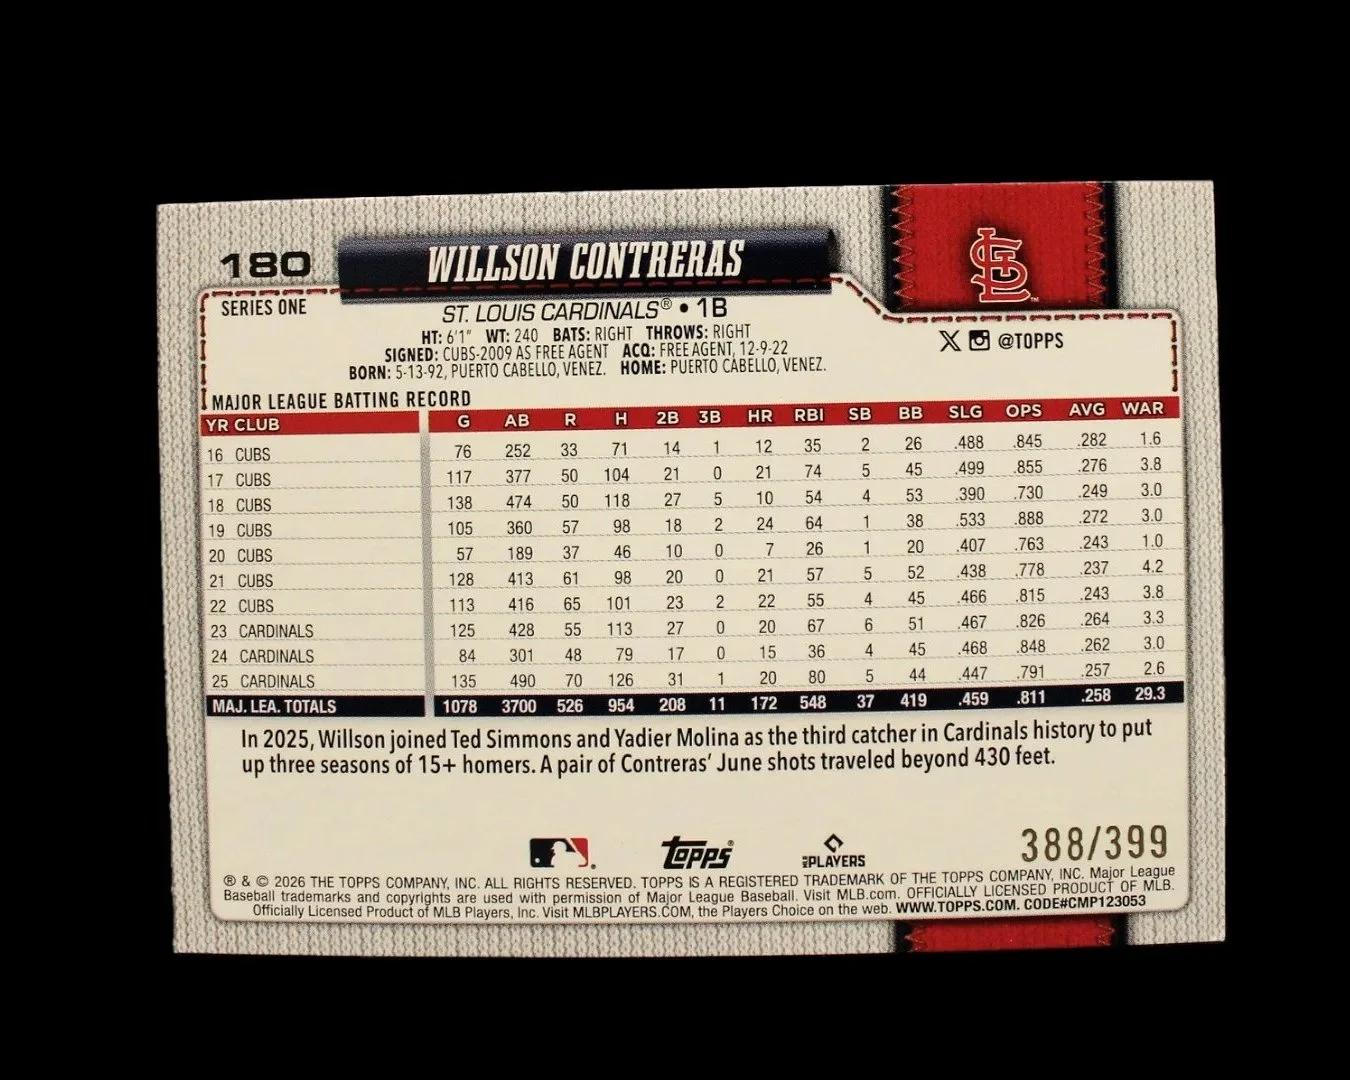 180
WILLSON CONTRERAS
SERIES ONE
ST. LOUIS CARDINALS® • 1B
HT: 6'1" WT: 240 BATS: RIGHT THROWS: RIGHT
SIGNED: CUBS-2009 AS FREE AGENT ACQ: FREE AGENT, 12-9-22
BORN: 5-13-92, PUERTO CABELLO, VENEZ. HOME: PUERTO CABELLO, VENEZ.
STL™
X @TOPPS
MAJOR LEAGUE BATTING RECORD
YR CLUB G AB R H 2B 3B HR RBI SB BB SLG OPS AVG WAR
16 CUBS 76 252 33 71 14 1 12 35 2 26 .488 .845 .282 1.6
17 CUBS 117 377 50 104 21 0 21 74 5 45 .499 .855 .276 3.8
18 CUBS 138 474 50 118 27 5 10 54 4 53 .390 .730 .249 3.0
19 CUBS 105 360 57 98 18 2 24 64 1 38 .533 .888 .272 3.0
20 CUBS 57 189 37 46 10 0 7 26 1 20 .407 .763 .243 1.0
21 CUBS 128 413 61 98 20 0 21 57 5 52 .438 .778 .237 4.2
22 CUBS 113 416 65 101 23 2 22 55 4 45 .466 .815 .243 3.8
23 CARDINALS 125 428 55 113 27 0 20 67 6 51 .467 .826 .264 3.3
24 CARDINALS 84 301 48 79 17 0 15 36 4 45 .468 .848 .262 3.0
25 CARDINALS 135 490 70 126 31 1 20 80 5 44 .447 .791 .257 2.6
MAJ. LEA. TOTALS 1078 3700 526 954 208 11 172 548 37 419 .459 .811 .258 29.3
In 2025, Willson joined Ted Simmons and Yadier Molina as the third catcher in Cardinals history to put
up three seasons of 15+ homers. A pair of Contreras' June shots traveled beyond 430 feet.
TOPPS®
MLB PLAYERS
388/399
® & © 2026 THE TOPPS COMPANY, INC. ALL RIGHTS RESERVED. TOPPS IS A REGISTERED TRADEMARK OF THE TOPPS COMPANY, INC. Major League
Baseball trademarks and copyrights are used with permission of Major League Baseball. Visit MLB.com. OFFICIALLY LICENSED PRODUCT OF MLB.
Officially Licensed Product of MLB Players, Inc. Visit MLBPLAYERS.COM, the Players Choice on the web. WWW.TOPPS.COM. CODE#CMP123053